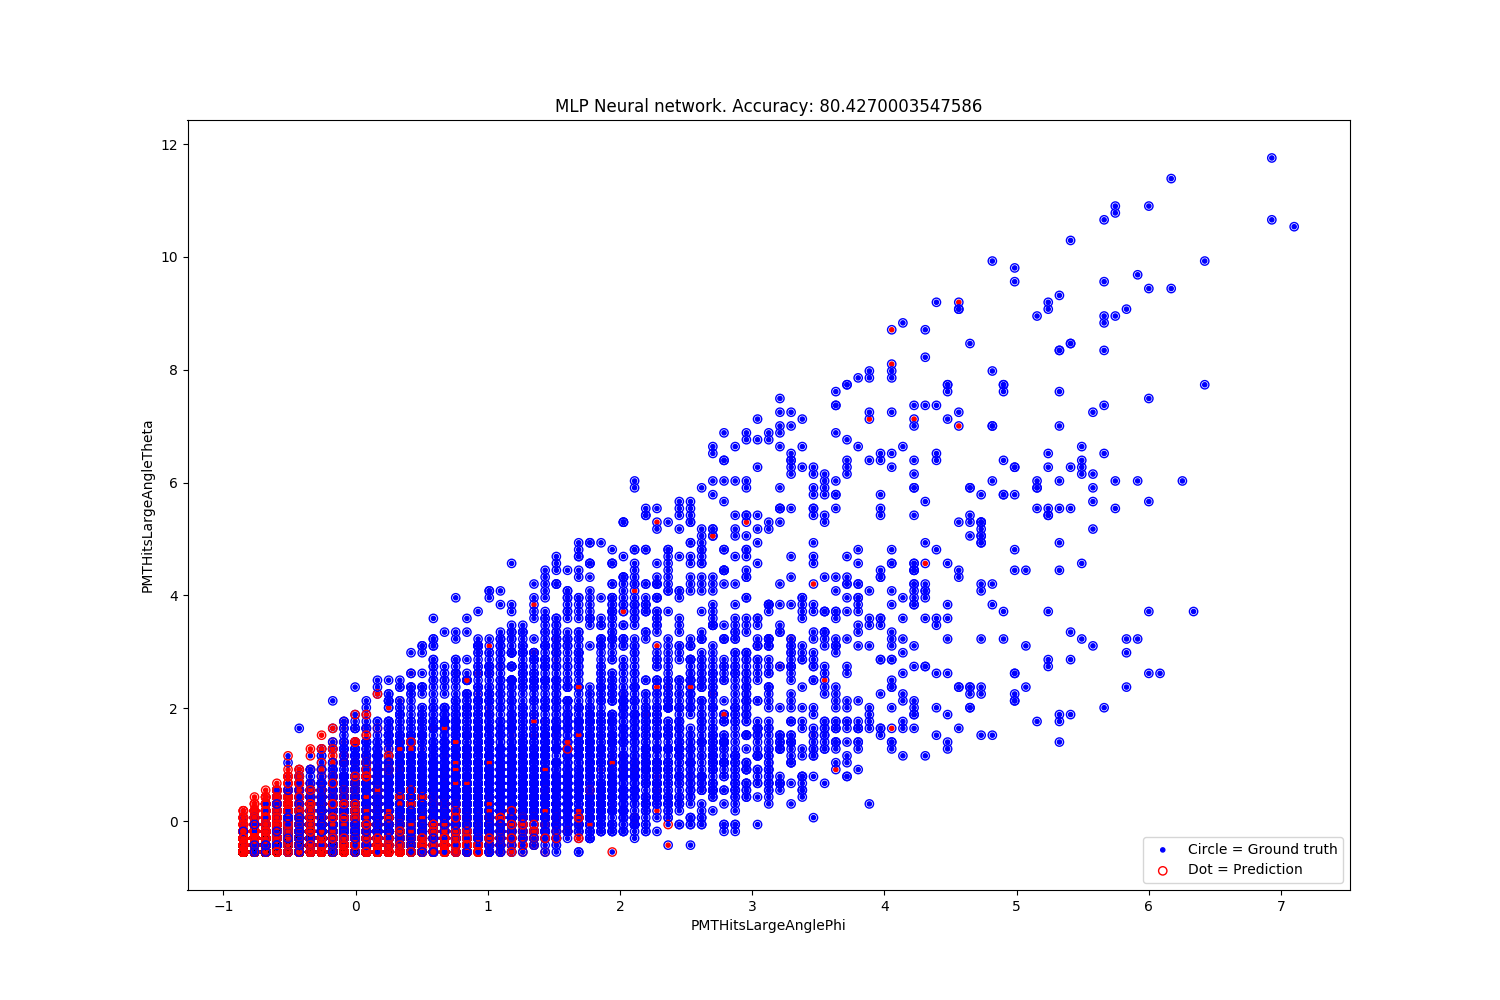 MLP Neural network. Accuracy: 80.4270003547586
12
10
8
6
4
2
0
PMTHitsLargeAngleTheta
−1 0 1 2 3 4 5 6 7
PMTHitsLargeAnglePhi
Circle = Ground truth
Dot = Prediction